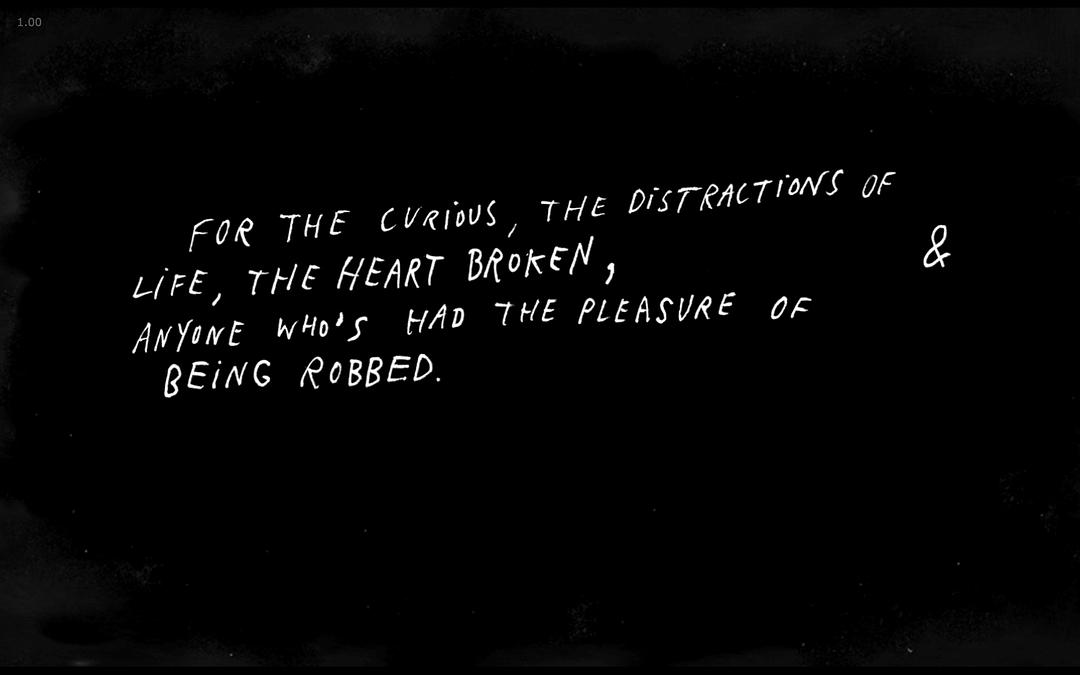 1.00
FOR THE CURiOUS, THE DiSTRACTiONS OF
LiFE, THE HEART BROKEN, &
ANYONE WHO'S HAD THE PLEASURE OF
BEiNG ROBBED.